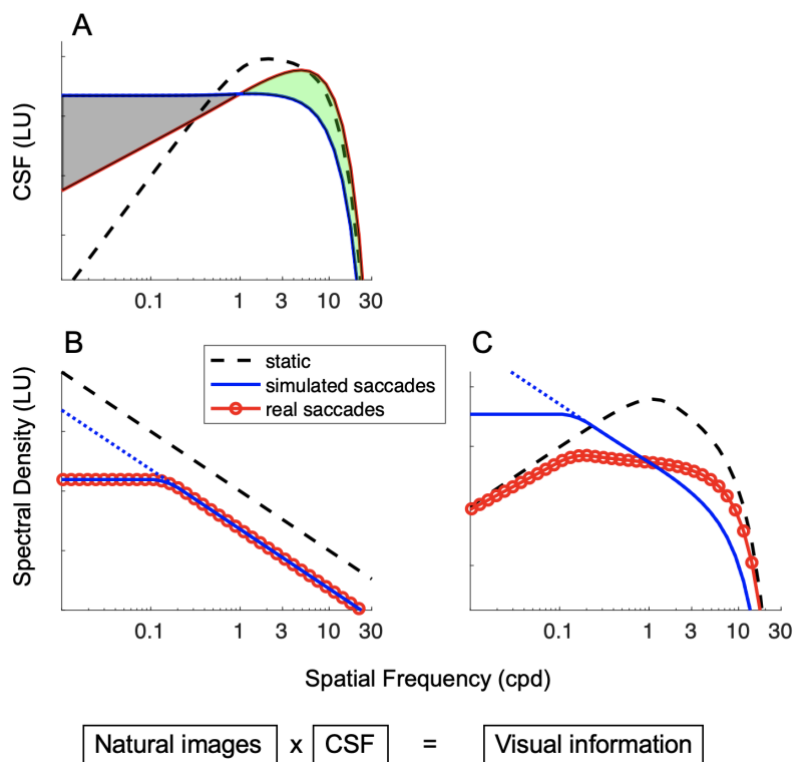 A
CSF (LU)
0.1 1 3 10 30
B
C
static
simulated saccades
real saccades
Spectral Density (LU)
0.1 1 3 10 30
0.1 1 3 10 30
Spatial Frequency (cpd)
Natural images x CSF = Visual information